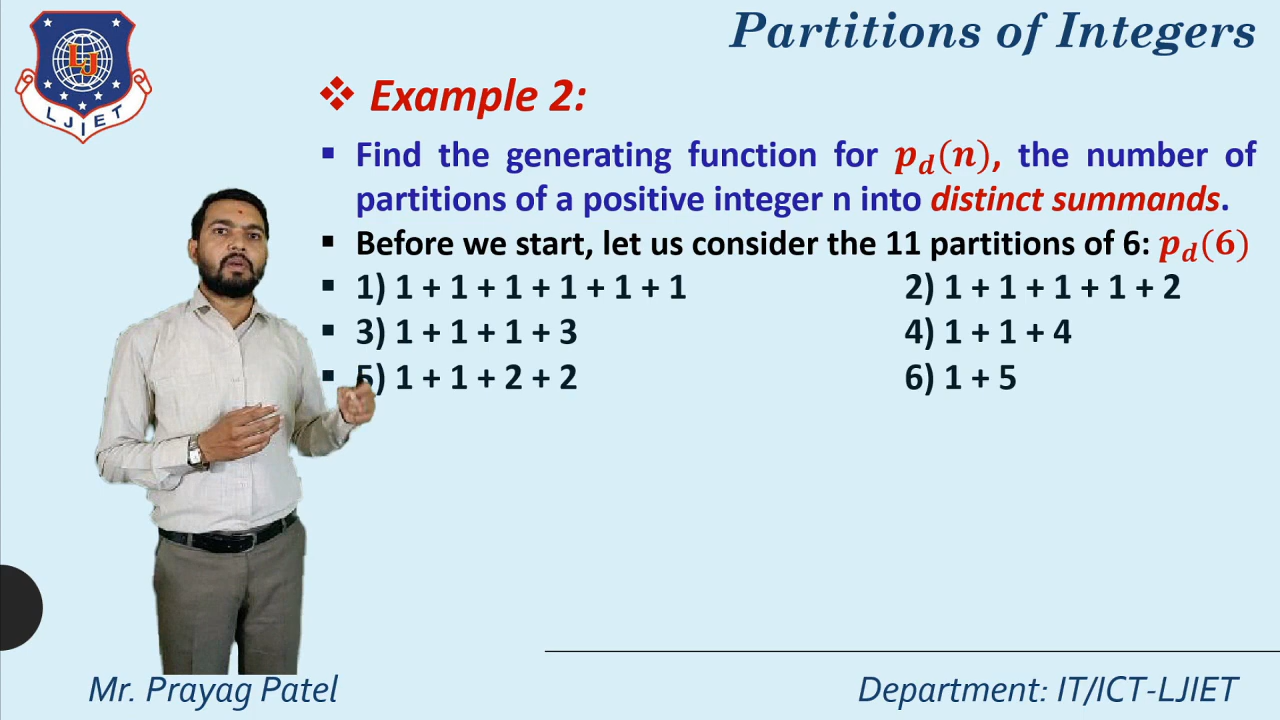 Partitions of Integers
LJIET
LJ
❖ Example 2:
▪ Find the generating function for p_d(n), the number of
partitions of a positive integer n into distinct summands.
▪ Before we start, let us consider the 11 partitions of 6: p_d(6)
▪ 1) 1 + 1 + 1 + 1 + 1 + 1 2) 1 + 1 + 1 + 1 + 2
▪ 3) 1 + 1 + 1 + 3 4) 1 + 1 + 4
▪ 5) 1 + 1 + 2 + 2 6) 1 + 5
Mr. Prayag Patel Department: IT/ICT-LJIET